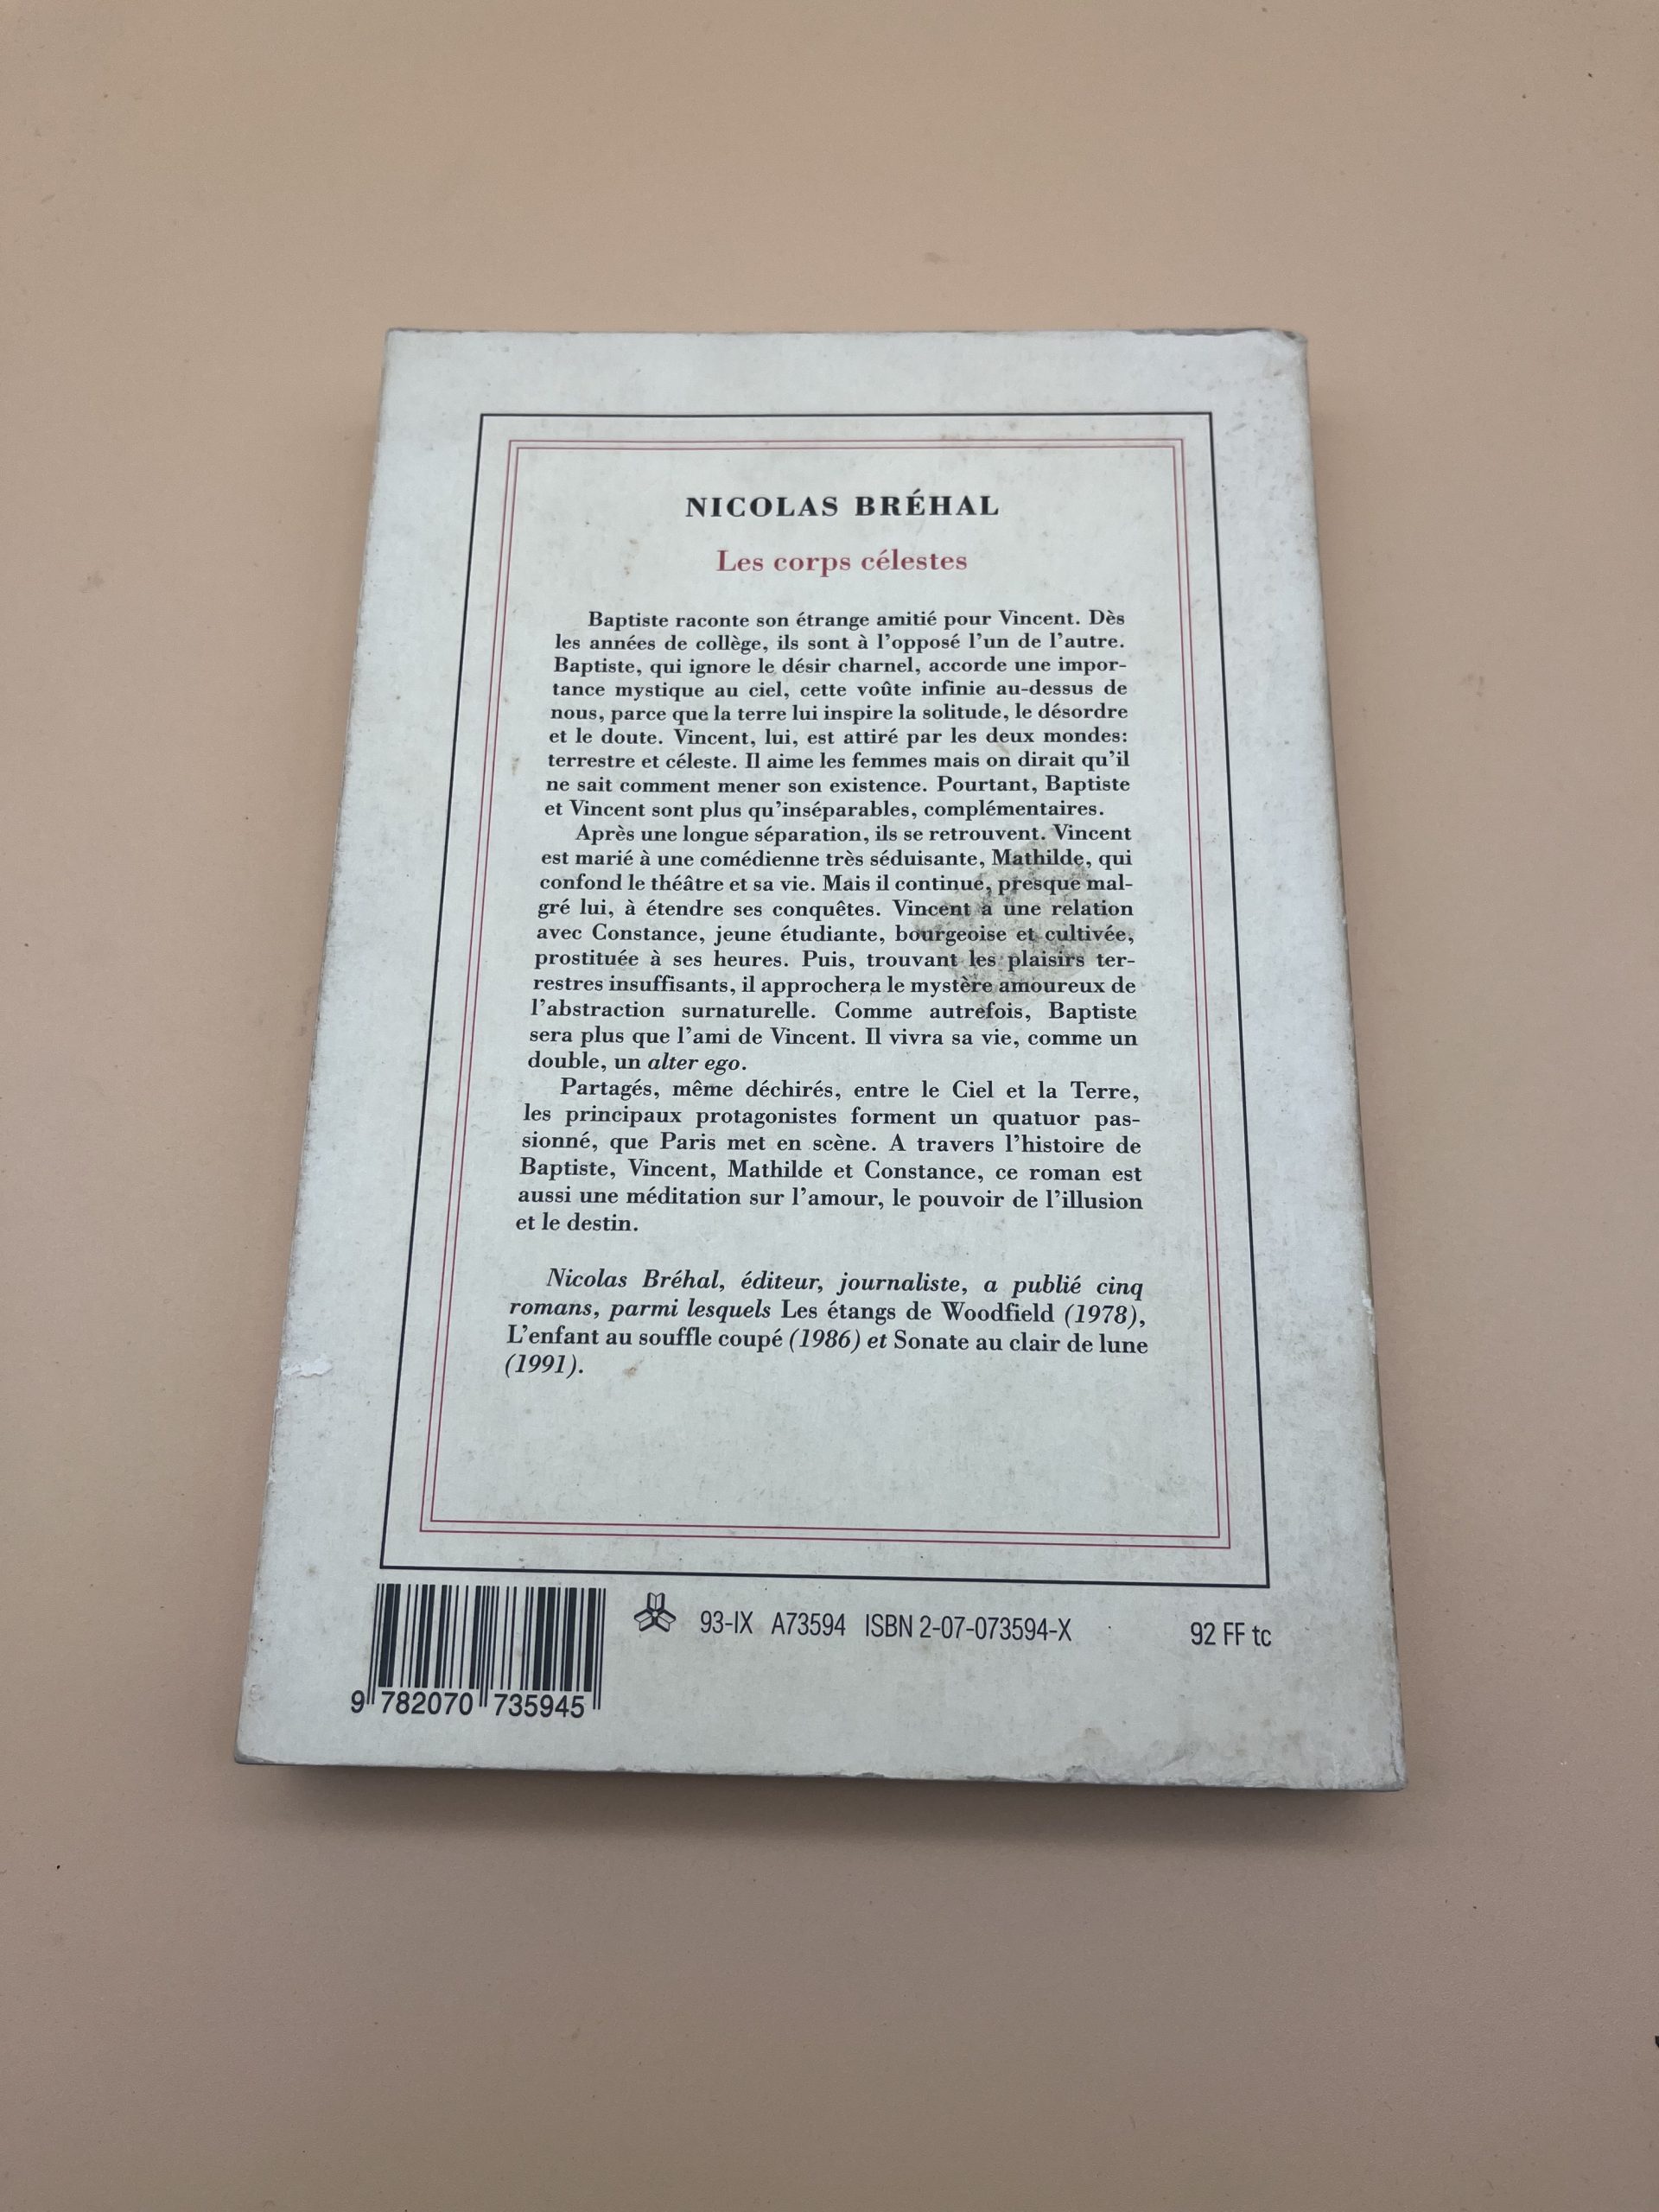 NICOLAS BRÉHAL
Les corps célestes
Baptiste raconte son étrange amitié pour Vincent. Dès
les années de collège, ils sont à l'opposé l'un de l'autre.
Baptiste, qui ignore le désir charnel, accorde une impor-
tance mystique au ciel, cette voûte infinie au-dessus de
nous, parce que la terre lui inspire la solitude, le désordre
et le doute. Vincent, lui, est attiré par les deux mondes:
terrestre et céleste. Il aime les femmes mais on dirait qu'il
ne sait comment mener son existence. Pourtant, Baptiste
et Vincent sont plus qu'inséparables, complémentaires.
Après une longue séparation, ils se retrouvent. Vincent
est marié à une comédienne très séduisante, Mathilde, qui
confond le théâtre et sa vie. Mais il continue, presque mal-
gré lui, à étendre ses conquêtes. Vincent a une relation
avec Constance, jeune étudiante, bourgeoise et cultivée,
prostituée à ses heures. Puis, trouvant les plaisirs ter-
restres insuffisants, il approchera le mystère amoureux de
l'abstraction surnaturelle. Comme autrefois, Baptiste
sera plus que l'ami de Vincent. Il vivra sa vie, comme un
double, un alter ego.
Partagés, même déchirés, entre le Ciel et la Terre,
les principaux protagonistes forment un quatuor pas-
sionné, que Paris met en scène. A travers l'histoire de
Baptiste, Vincent, Mathilde et Constance, ce roman est
aussi une méditation sur l'amour, le pouvoir de l'illusion
et le destin.
Nicolas Bréhal, éditeur, journaliste, a publié cinq
romans, parmi lesquels Les étangs de Woodfield (1978),
L'enfant au souffle coupé (1986) et Sonate au clair de lune
(1991).
93-IX A73594 ISBN 2-07-073594-X 92 FF tc
9 782070 735945